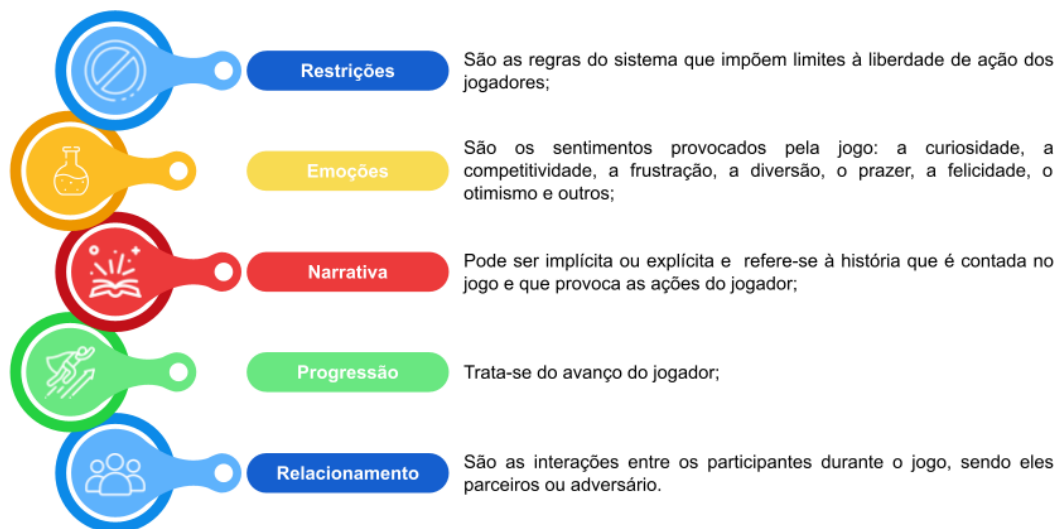 Restrições
São as regras do sistema que impõem limites à liberdade de ação dos
jogadores;
Emoções
São os sentimentos provocados pela jogo: a curiosidade, a
competitividade, a frustração, a diversão, o prazer, a felicidade, o
otimismo e outros;
Narrativa
Pode ser implícita ou explícita e refere-se à história que é contada no
jogo e que provoca as ações do jogador;
Progressão
Trata-se do avanço do jogador;
Relacionamento
São as interações entre os participantes durante o jogo, sendo eles
parceiros ou adversário.